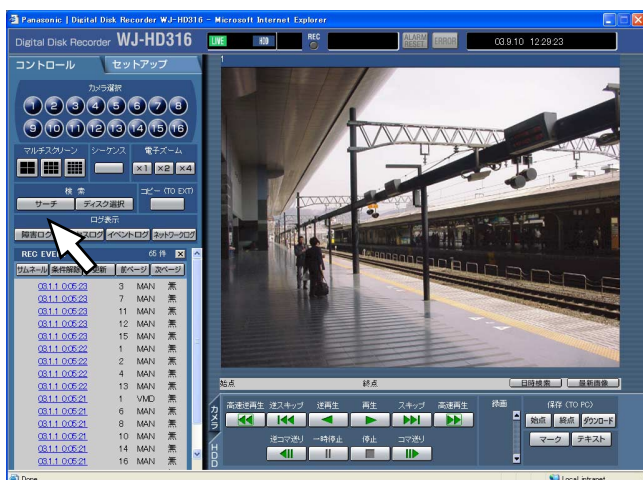 Panasonic | Digital Disk Recorder WJ-HD316 - Microsoft Internet Explorer
Digital Disk Recorder WJ-HD316
LIVE HDD REC ALARM RESET ERROR 03.9.10 12:29:23
コントロール セットアップ
カメラ選択
1 2 3 4 5 6 7 8
9 10 11 12 13 14 15 16
マルチスクリーン シーケンス 電子ズーム
×1 ×2 ×4
検 索 コピー (TO EXT)
サーチ ディスク選択
ログ表示
障害ログ スログ イベントログ ネットワークログ
REC EVE 65 件 X
サムネール 条件解除 更新 前ページ 次ページ
03.1.1 0:05:23 3 MAN 無
03.1.1 0:05:23 7 MAN 無
03.1.1 0:05:23 11 MAN 無
03.1.1 0:05:23 12 MAN 無
03.1.1 0:05:23 15 MAN 無
03.1.1 0:05:22 1 MAN 無
03.1.1 0:05:22 2 MAN 無
03.1.1 0:05:22 4 MAN 無
03.1.1 0:05:22 13 MAN 無
03.1.1 0:05:21 1 VMD 無
03.1.1 0:05:21 6 MAN 無
03.1.1 0:05:21 8 MAN 無
03.1.1 0:05:21 10 MAN 無
03.1.1 0:05:21 14 MAN 無
03.1.1 0:05:21 16 MAN 無
1
始点 終点 日時検索 最新画像
カメラ
HDD
高速逆再生 逆スキップ 逆再生 再生 スキップ 高速再生
逆コマ送り 一時停止 停止 コマ送り
録画
保存 (TO PC)
始点 終点 ダウンロード
マーク テキスト
Done Local intranet